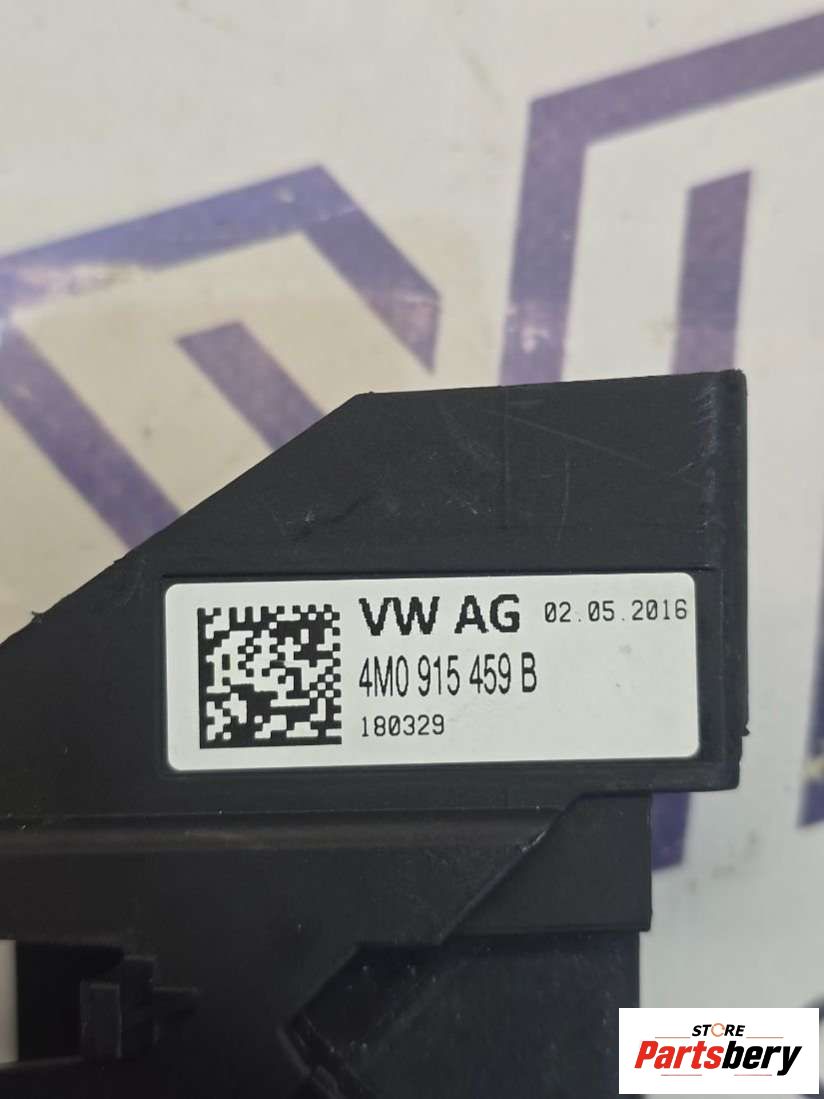 VW AG 02.05.2016
4M0 915 459 B
180329
STORE
Partsbery